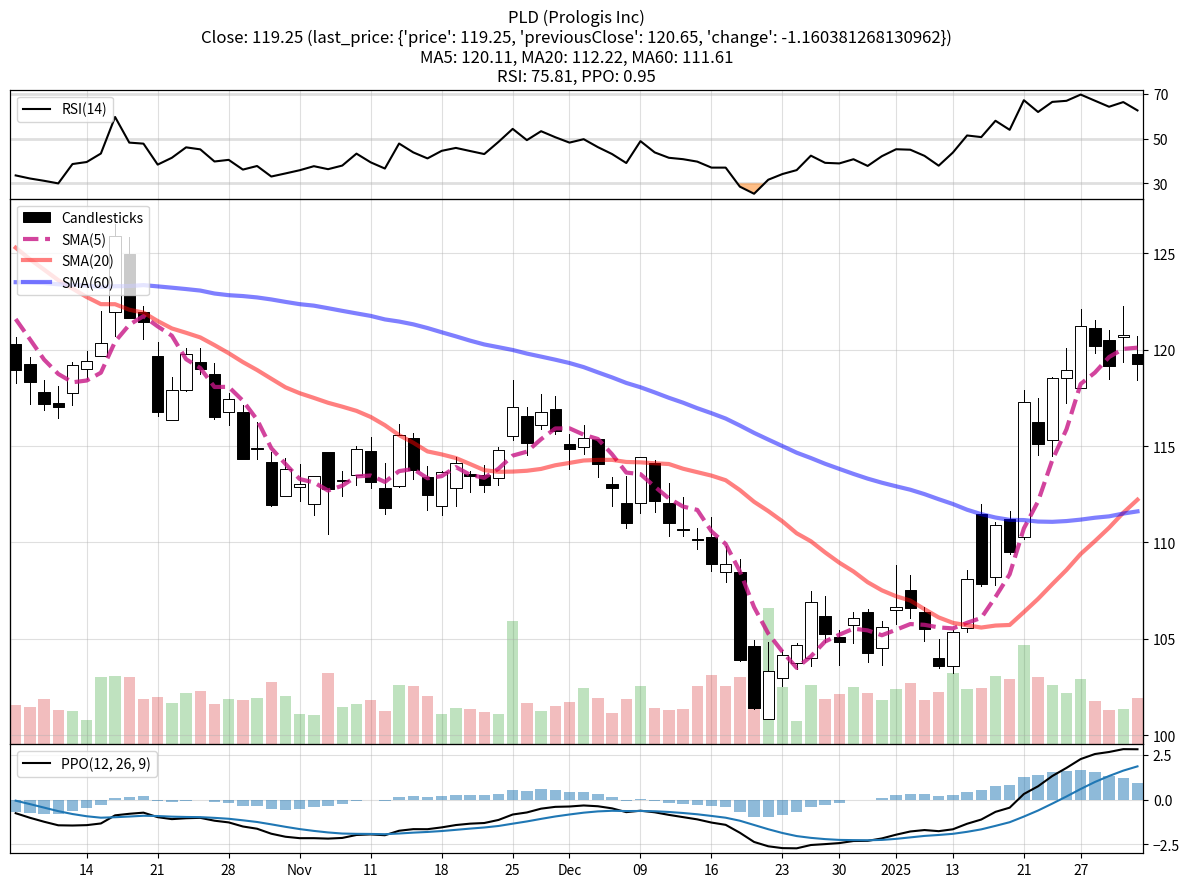 PLD (Prologis Inc)
Close: 119.25 (last_price: {'price': 119.25, 'previousClose': 120.65, 'change': -1.160381268130962})
MA5: 120.11, MA20: 112.22, MA60: 111.61
RSI: 75.81, PPO: 0.95
RSI(14)
70
50
30
Candlesticks
SMA(5)
SMA(20)
SMA(60)
125
120
115
110
105
100
PPO(12, 26, 9)
2.5
0.0
−2.5
14 21 28 Nov 11 18 25 Dec 09 16 23 30 2025 13 21 27